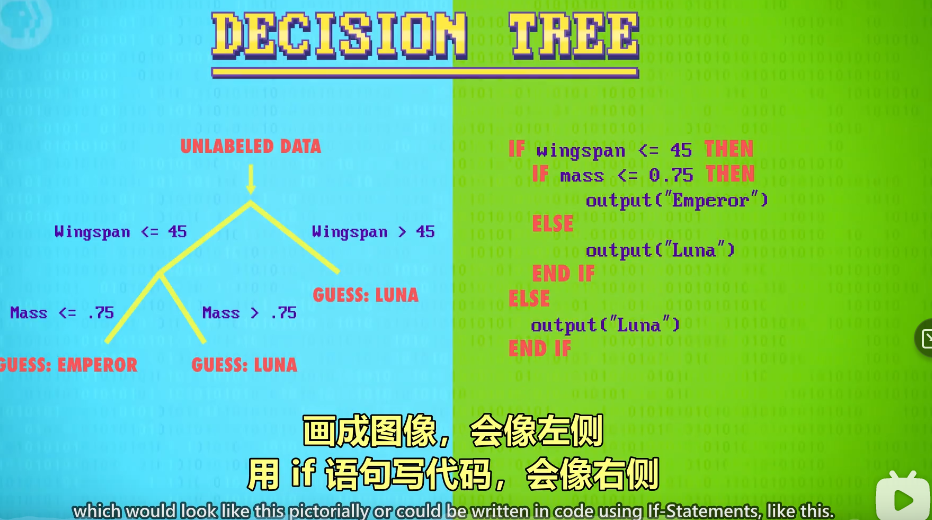 DECISION TREE
UNLABELED DATA
Wingspan <= 45
Wingspan > 45
GUESS: LUNA
Mass <= .75
Mass > .75
GUESS: EMPEROR
GUESS: LUNA
IF wingspan <= 45 THEN
IF mass <= 0.75 THEN
output("Emperor")
ELSE
output("Luna")
END IF
ELSE
output("Luna")
END IF
画成图像，会像左侧
用 if 语句写代码，会像右侧
which would look like this pictorially or could be written in code using If-Statements, like this.